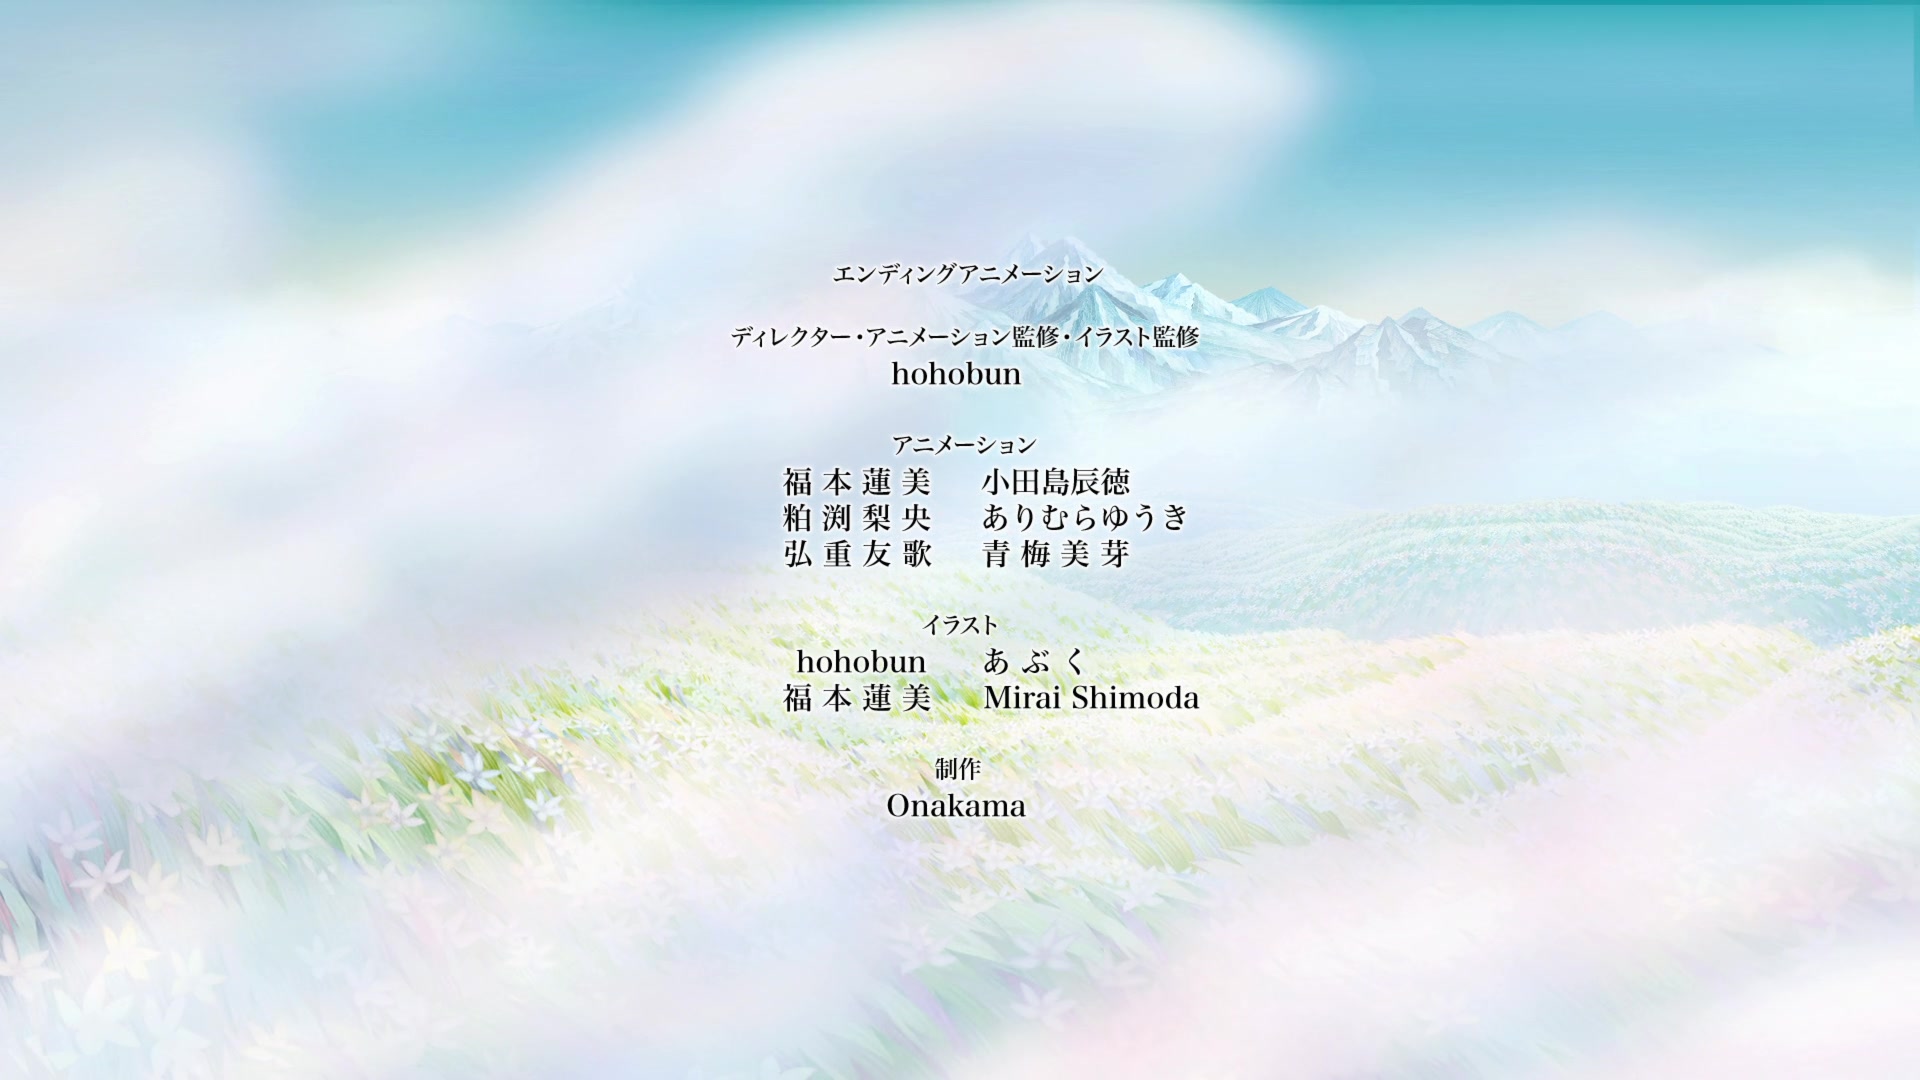 エンディングアニメーション
ディレクター・アニメーション監修・イラスト監修
hohobun
アニメーション
福本蓮美 小田島辰徳
粕渕梨央 ありむらゆうき
弘重友歌 青梅美芽
イラスト
hohobun あぶく
福本蓮美 Mirai Shimoda
制作
Onakama